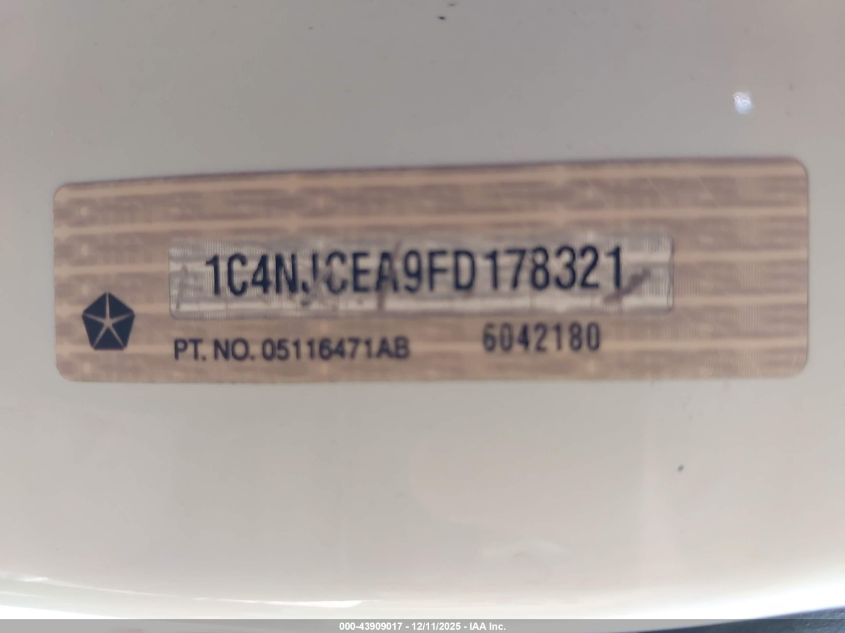 1C4NJCEA9FD178321
PT. NO. 05116471AB 6042180
000-43909017 - 12/11/2025 - IAA Inc.